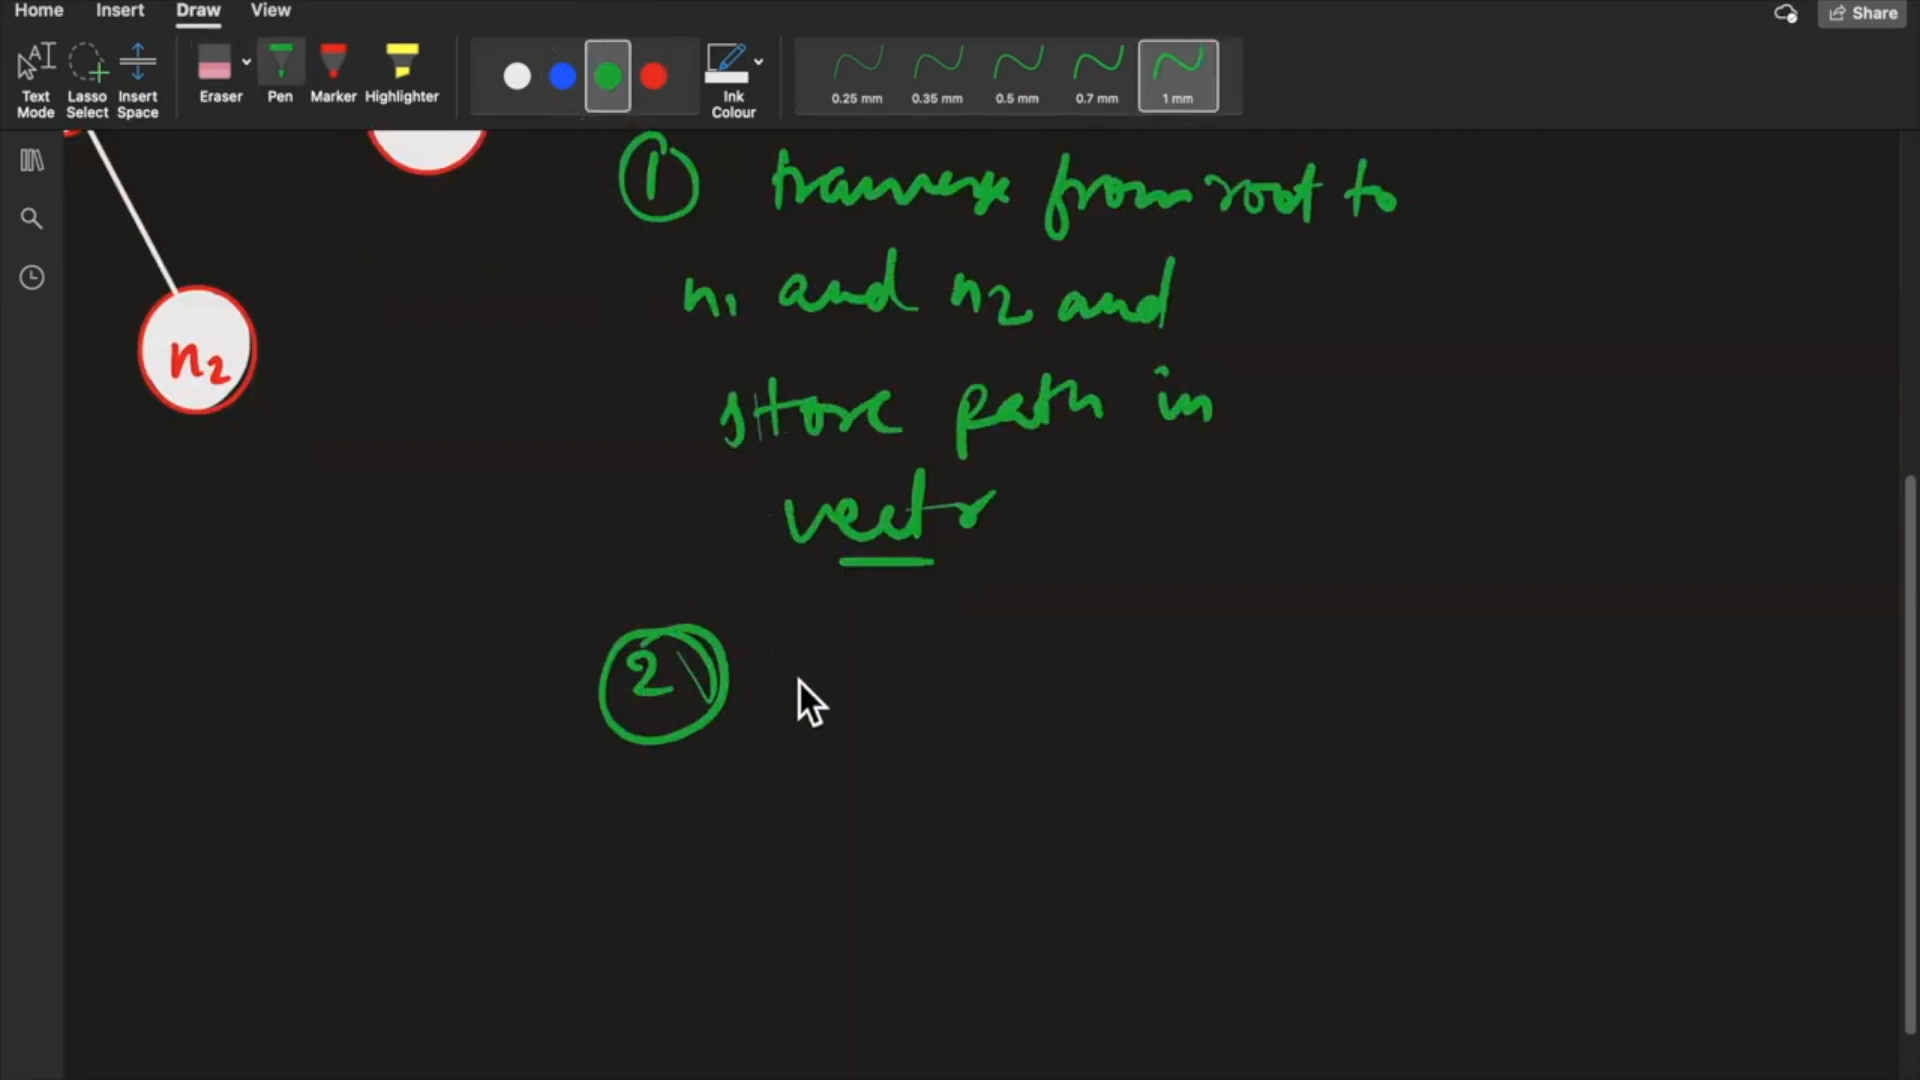 Home Insert Draw View
Share
Text Mode
Lasso Select
Insert Space
Eraser
Pen
Marker
Highlighter
Ink Colour
0.25 mm
0.35 mm
0.5 mm
0.7 mm
1 mm
1 traverse from root to
n1 and n2 and
store path in
vector
n2
2